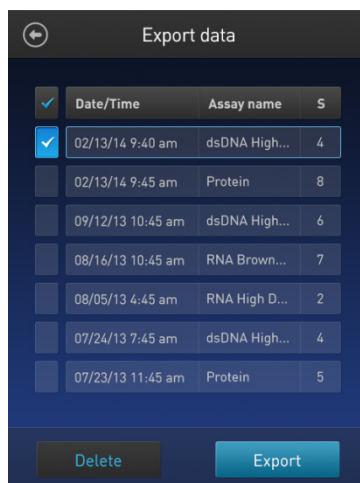 Export data
Date/Time Assay name S
02/13/14 9:40 am dsDNA High... 4
02/13/14 9:45 am Protein 8
09/12/13 10:45 am dsDNA High... 6
08/16/13 10:45 am RNA Brown... 7
08/05/13 4:45 am RNA High D... 2
07/24/13 7:45 am dsDNA High... 4
07/23/13 11:45 am Protein 5
Delete Export